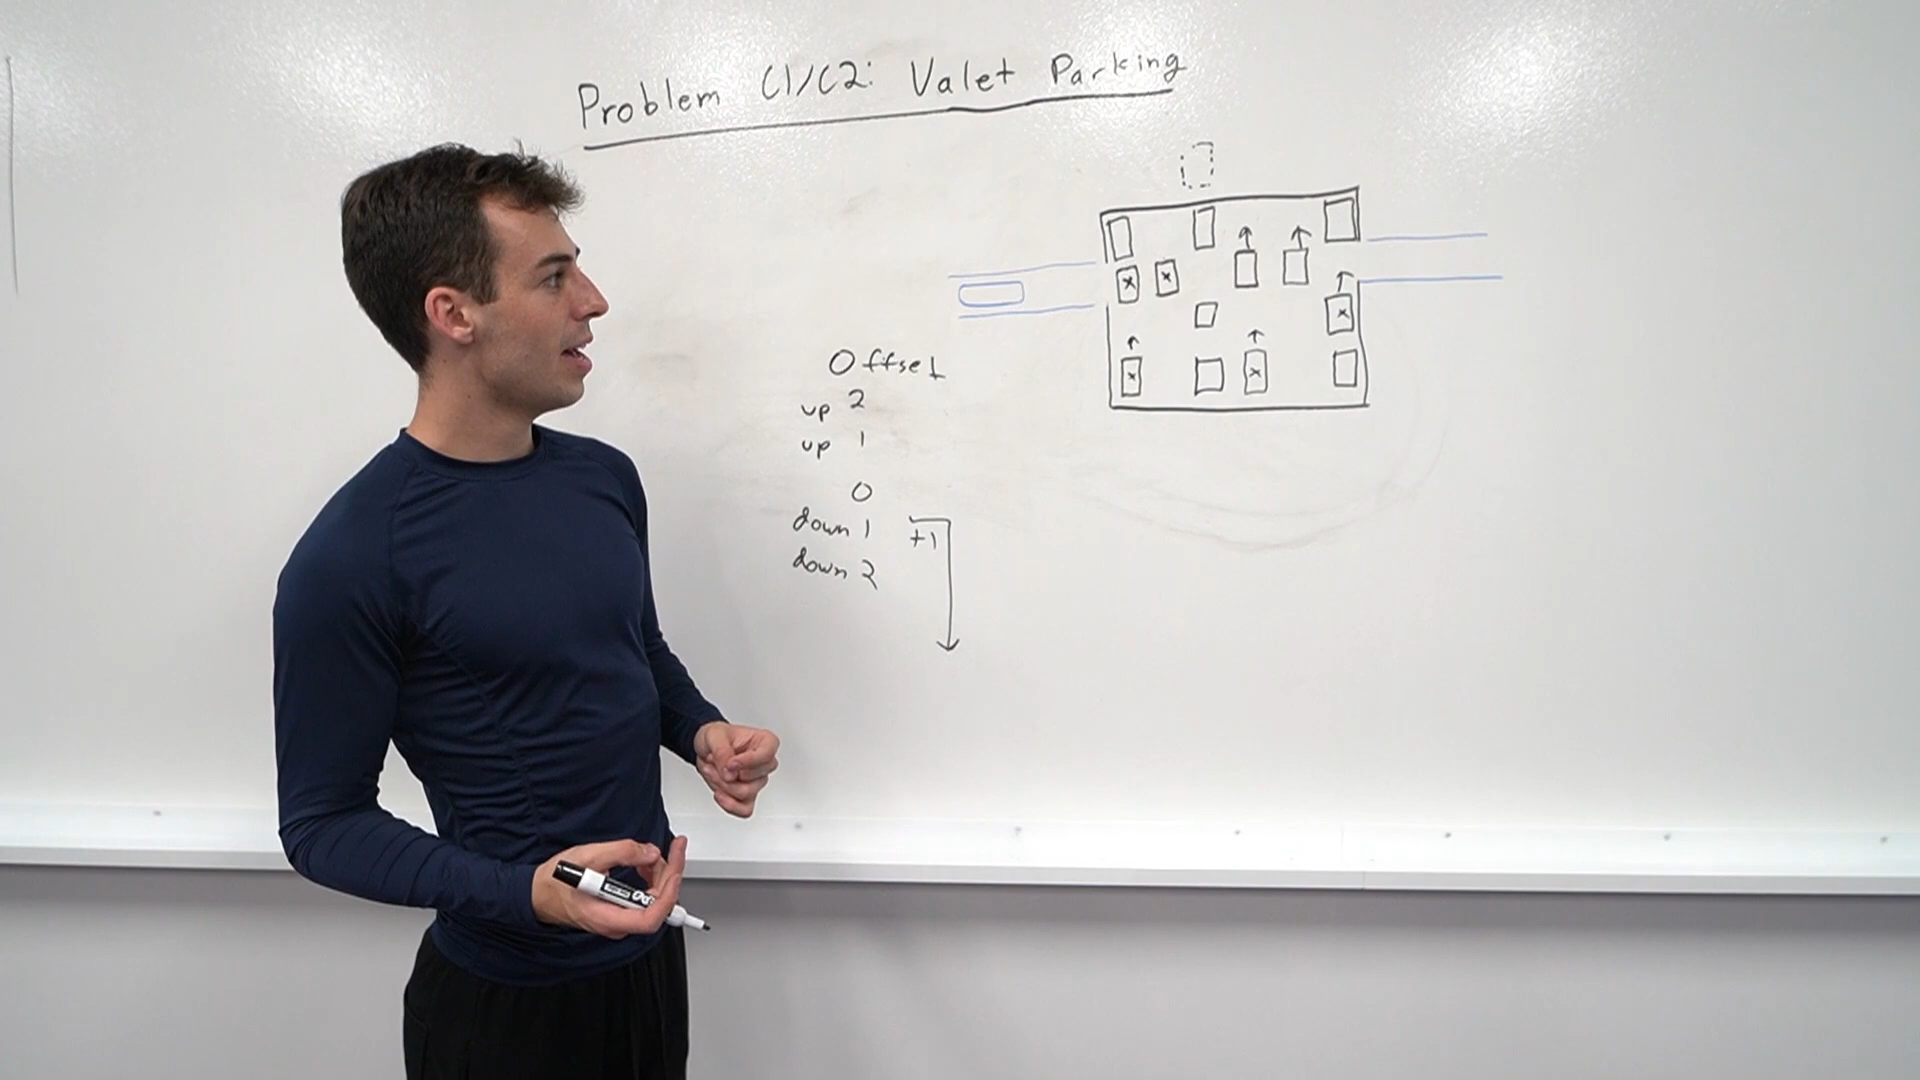 Problem C1/C2: Valet Parking
Offset
up 2
up 1
0
down 1
+1
down 2